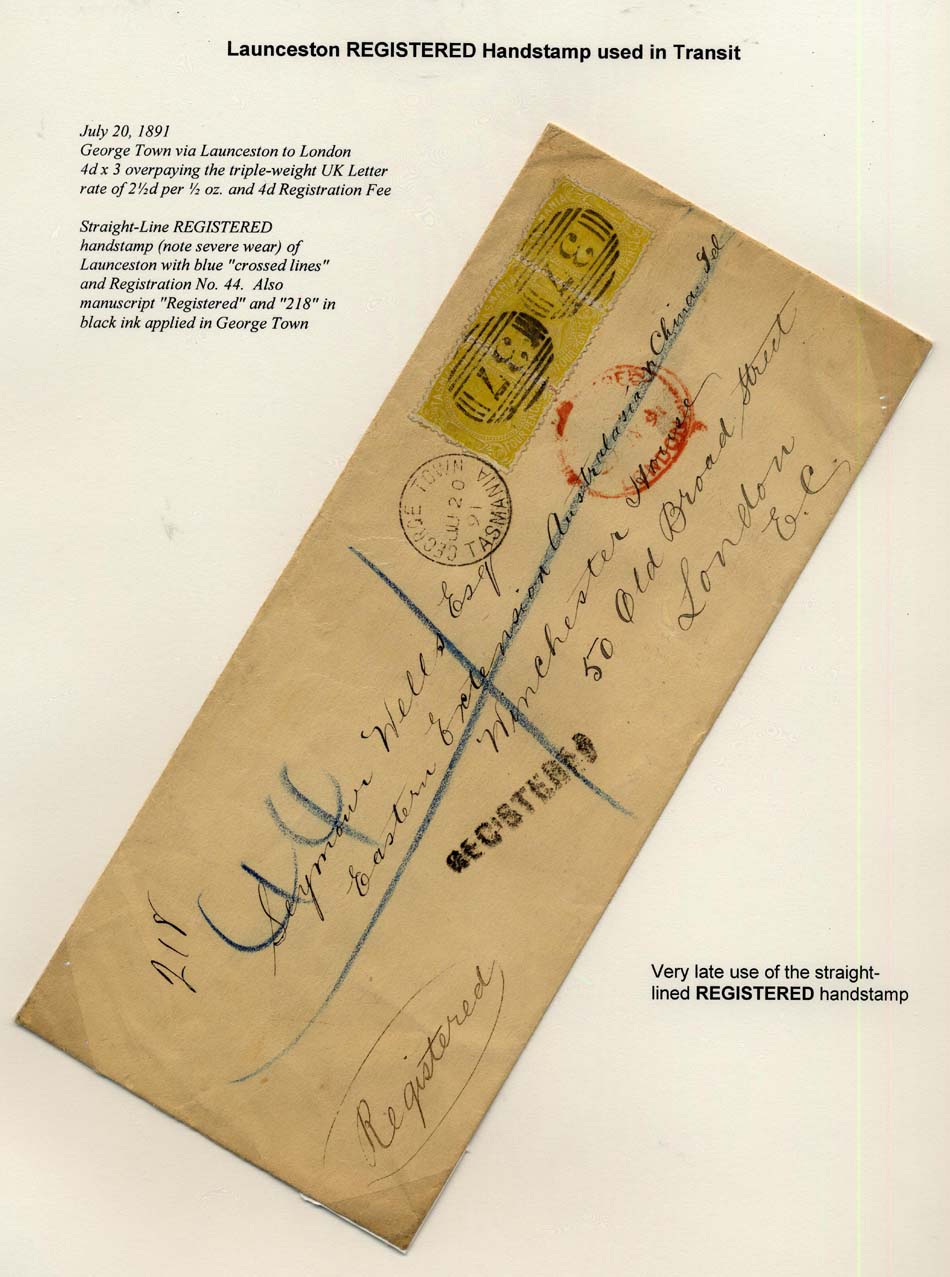 Launceston REGISTERED Handstamp used in Transit
July 20, 1891
George Town via Launceston to London
4d x 3 overpaying the triple-weight UK Letter
rate of 2½d per ½ oz. and 4d Registration Fee
Straight-Line REGISTERED
handstamp (note severe wear) of
Launceston with blue "crossed lines"
and Registration No. 44. Also
manuscript "Registered" and "218" in
black ink applied in George Town
37
37
GEORGE TOWN
JU 20
91
TASMANIA
LONDON
Seymour Wells Esq
Eastern Extension Australasia & China Ld
Winchester House
50 Old Broad Street
London
E.C.
REGISTERED
44
218
Registered
Very late use of the straight-
lined REGISTERED handstamp